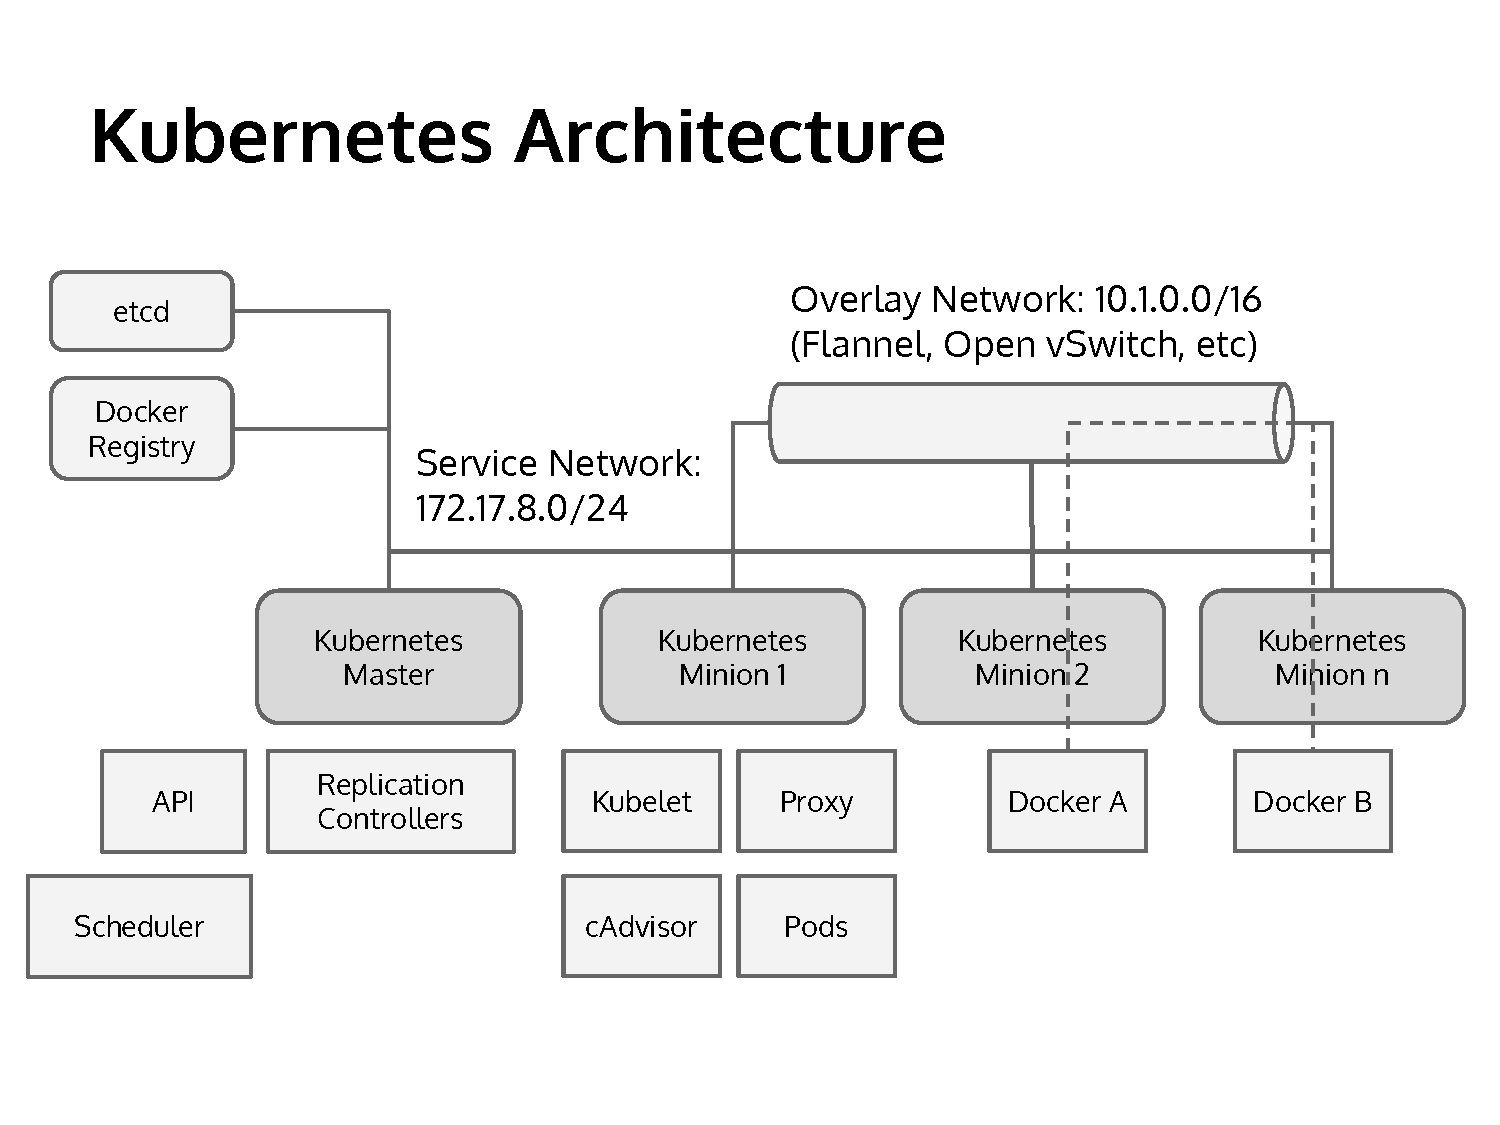 Kubernetes Architecture
etcd
Docker
Registry
Overlay Network: 10.1.0.0/16
(Flannel, Open vSwitch, etc)
Service Network:
172.17.8.0/24
Kubernetes
Master
Kubernetes
Minion 1
Kubernetes
Minion 2
Kubernetes
Minion n
API
Replication
Controllers
Kubelet
Proxy
Docker A
Docker B
Scheduler
cAdvisor
Pods